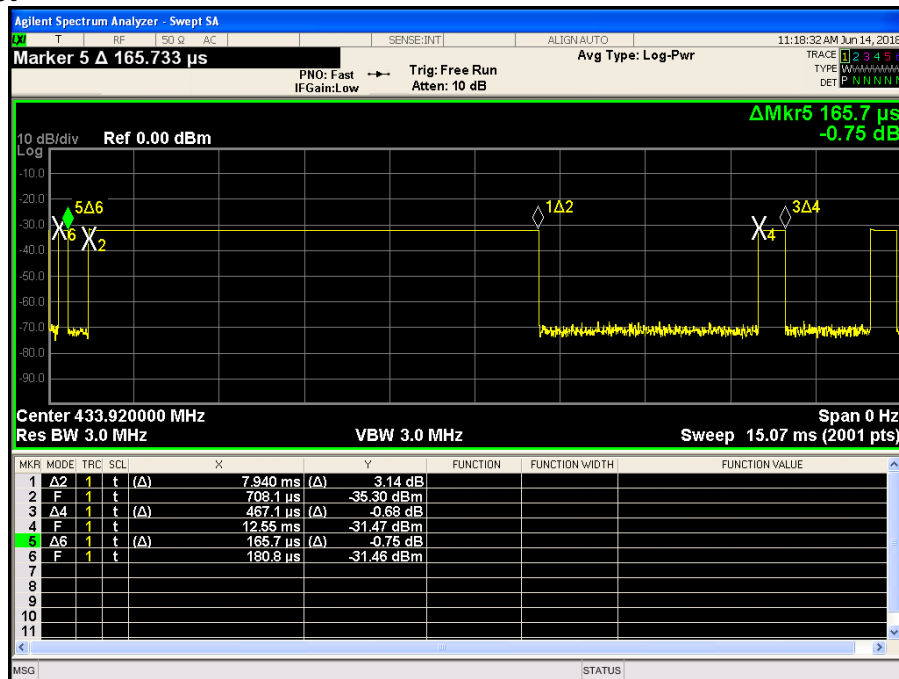 Agilent Spectrum Analyzer - Swept SA
LXI T RF 50 Ω AC SENSE:INT ALIGN AUTO 11:18:32 AM Jun 14, 2018
Marker 5 Δ 165.733 μs Avg Type: Log-Pwr TRACE 1 2 3 4 5
PNO: Fast Trig: Free Run TYPE
IFGain:Low Atten: 10 dB DET P N N N N
ΔMkr5 165.7 μs
10 dB/div Ref 0.00 dBm -0.75 dB
Log
-10.0
-20.0
5Δ6 1Δ2 3Δ4
-30.0
6 2 4
-40.0
-50.0
-60.0
-70.0
-80.0
-90.0
Center 433.920000 MHz Span 0 Hz
Res BW 3.0 MHz VBW 3.0 MHz Sweep 15.07 ms (2001 pts)
MKR MODE TRC SCL X Y FUNCTION FUNCTION WIDTH FUNCTION VALUE
1 Δ2 1 t (Δ) 7.940 ms (Δ) 3.14 dB
2 F 1 t 708.1 μs -35.30 dBm
3 Δ4 1 t (Δ) 467.1 μs (Δ) -0.68 dB
4 F 1 t 12.55 ms -31.47 dBm
5 Δ6 1 t (Δ) 165.7 μs (Δ) -0.75 dB
6 F 1 t 180.8 μs -31.46 dBm
7
8
9
10
11
MSG STATUS